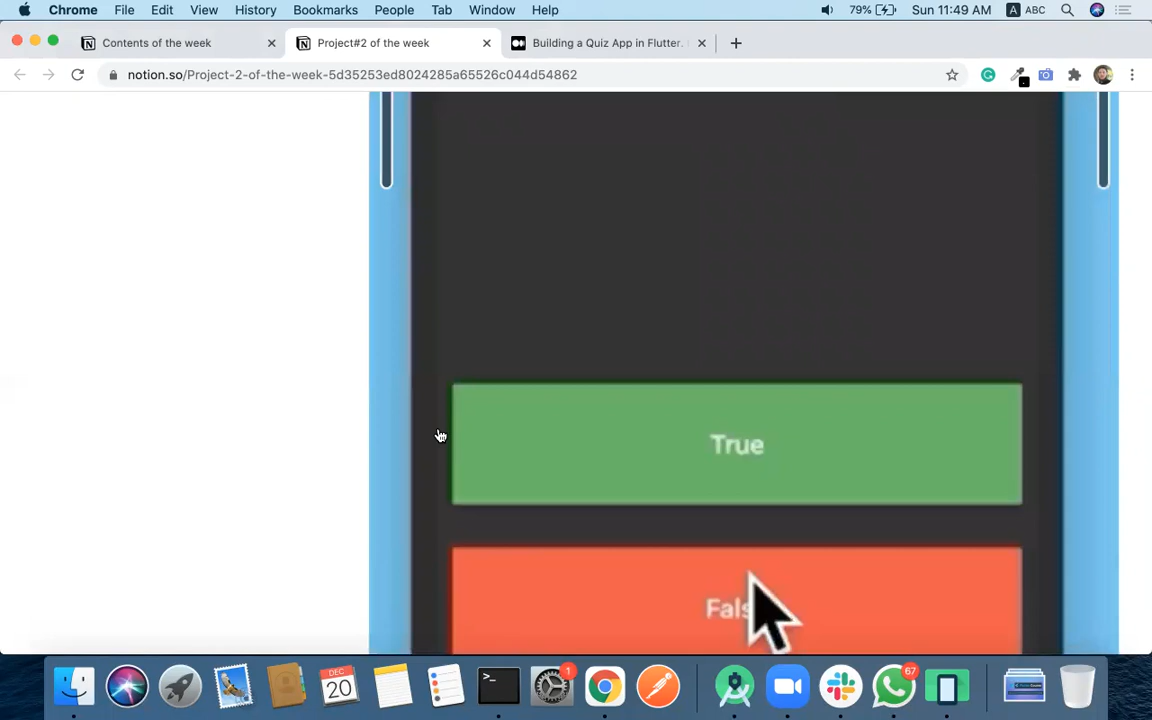 Chrome File Edit View History Bookmarks People Tab Window Help 79% Sun 11:49 AM A ABC
Contents of the week Project#2 of the week Building a Quiz App in Flutter.
notion.so/Project-2-of-the-week-5d35253ed8024285a65526c044d54862
True
DEC
20
1
67